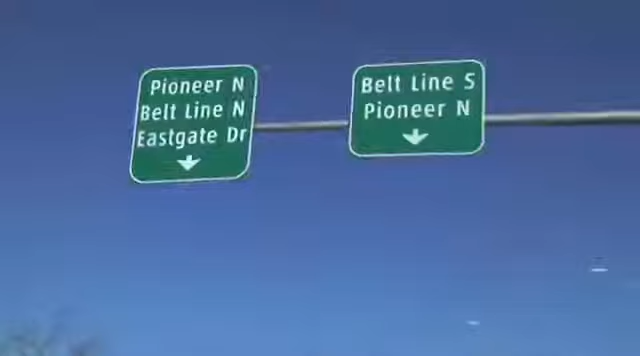 Pioneer N
Belt Line N
Eastgate Dr
Belt Line S
Pioneer N